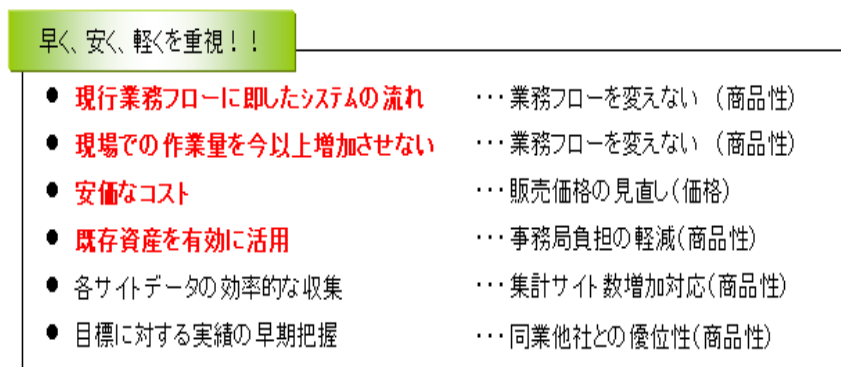 早く、安く、軽くを重視！！
● 現行業務フローに即したシステムの流れ ・・・業務フローを変えない （商品性）
● 現場での作業量を今以上増加させない ・・・業務フローを変えない （商品性）
● 安価なコスト ・・・販売価格の見直し（価格）
● 既存資産を有効に活用 ・・・事務局負担の軽減（商品性）
● 各サイトデータの効率的な収集 ・・・集計サイト数増加対応（商品性）
● 目標に対する実績の早期把握 ・・・同業他社との優位性（商品性）